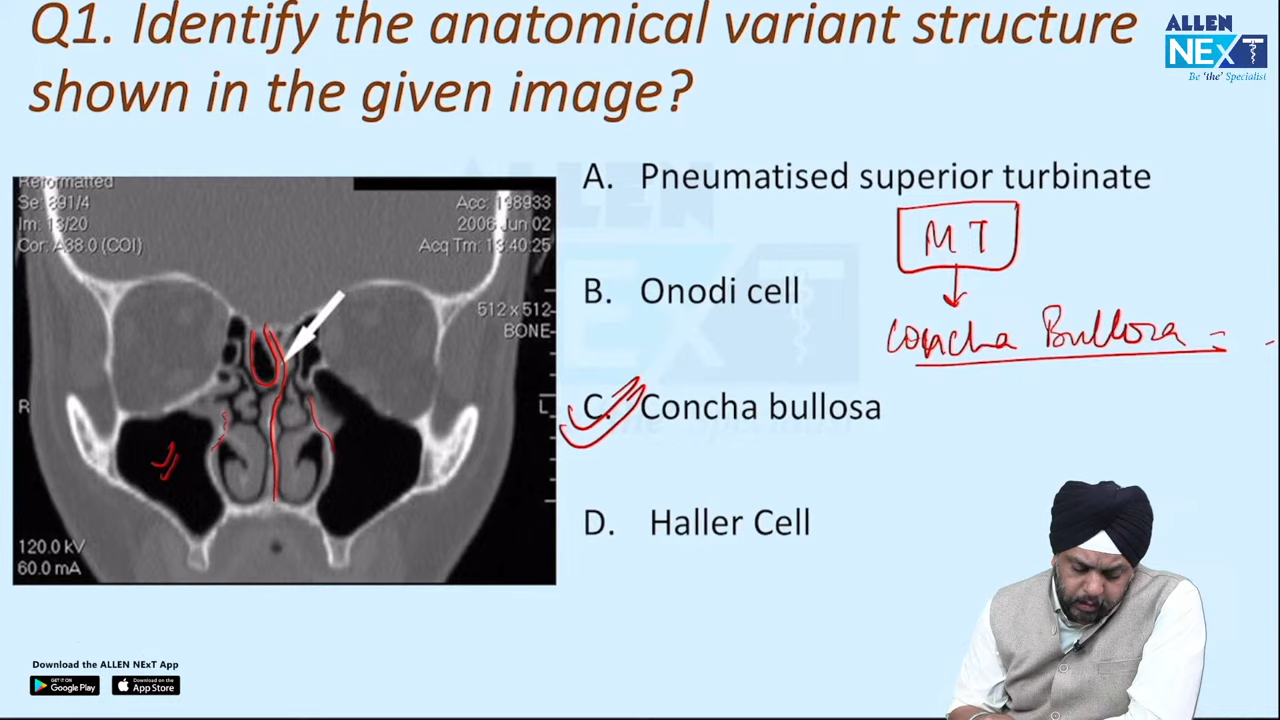 Q1. Identify the anatomical variant structure
shown in the given image?
ALLEN
NExT
Be 'the' Specialist
Reformatted
Se: 891/4
Im: 13/20
Cor: A38.0 (COI)
Acc: 198933
2006 Jun 02
Acq Tm: 13:40:25
512 x 512
BONE
R
L
120.0 kV
60.0 mA
A. Pneumatised superior turbinate
MT
B. Onodi cell
Concha Bullosa
C. Concha bullosa
D. Haller Cell
Download the ALLEN NExT App
GET IT ON
Google Play
Download on the
App Store